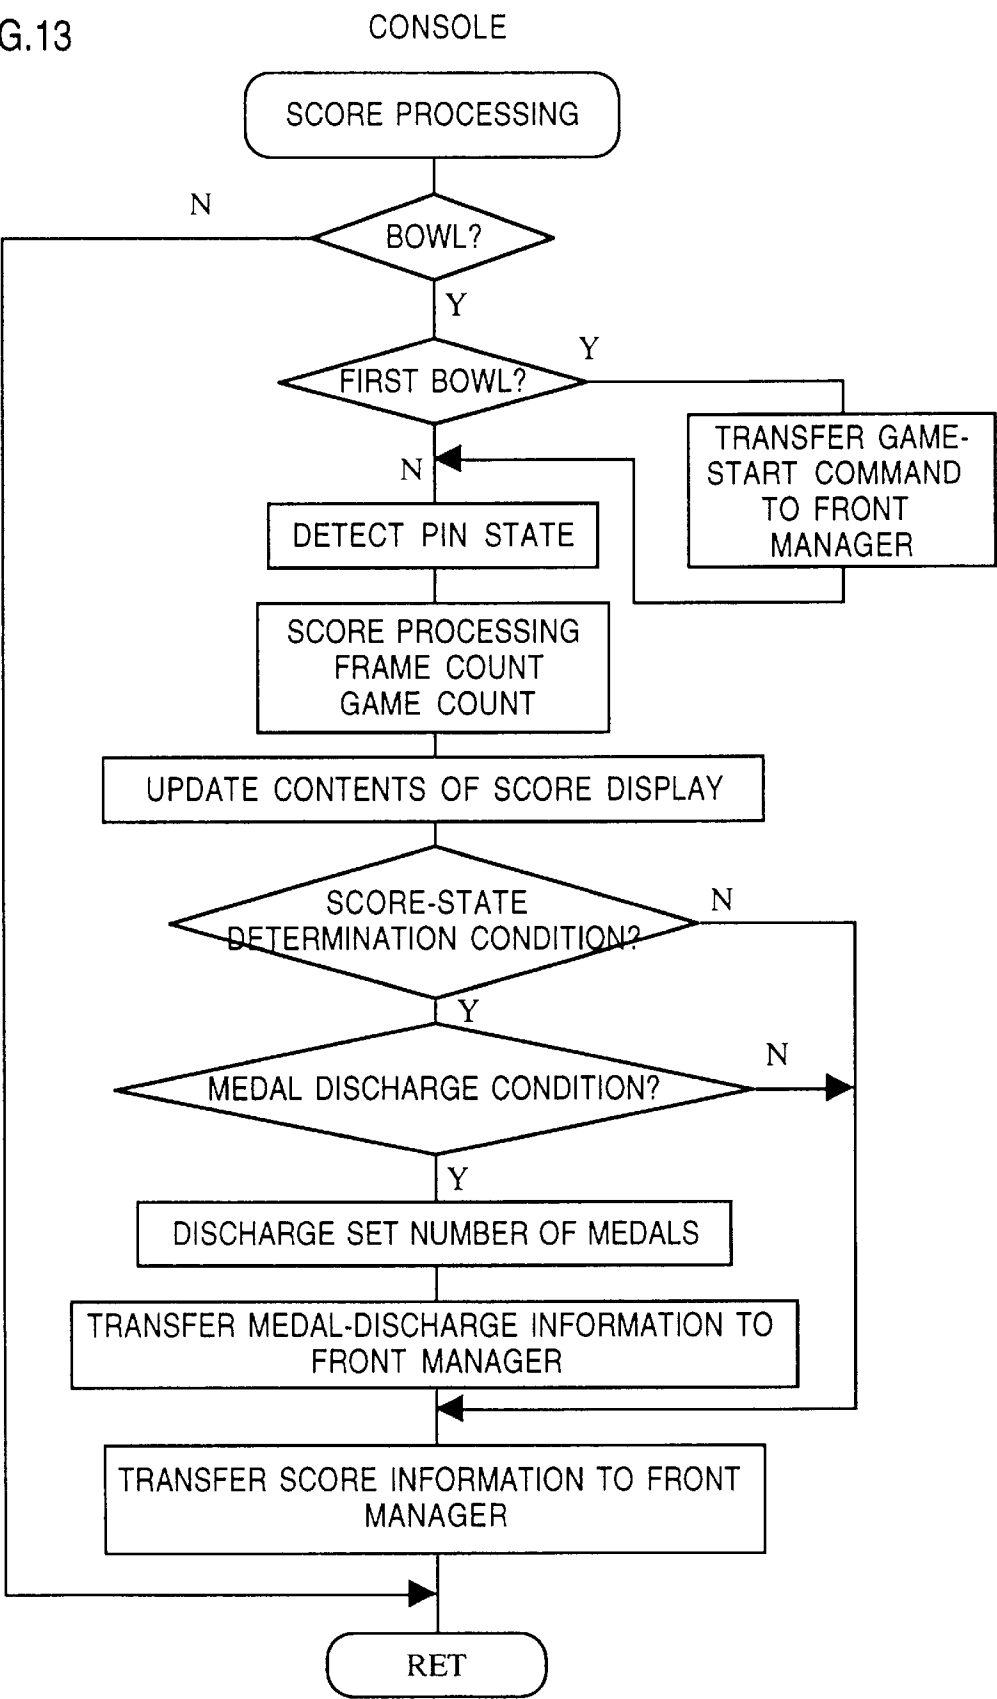 G.13
CONSOLE
SCORE PROCESSING
N
BOWL?
Y
Y
FIRST BOWL?
TRANSFER GAME-
START COMMAND
TO FRONT
MANAGER
N
DETECT PIN STATE
SCORE PROCESSING
FRAME COUNT
GAME COUNT
UPDATE CONTENTS OF SCORE DISPLAY
SCORE-STATE
DETERMINATION CONDITION?
N
Y
N
MEDAL DISCHARGE CONDITION?
Y
DISCHARGE SET NUMBER OF MEDALS
TRANSFER MEDAL-DISCHARGE INFORMATION TO
FRONT MANAGER
TRANSFER SCORE INFORMATION TO FRONT
MANAGER
RET